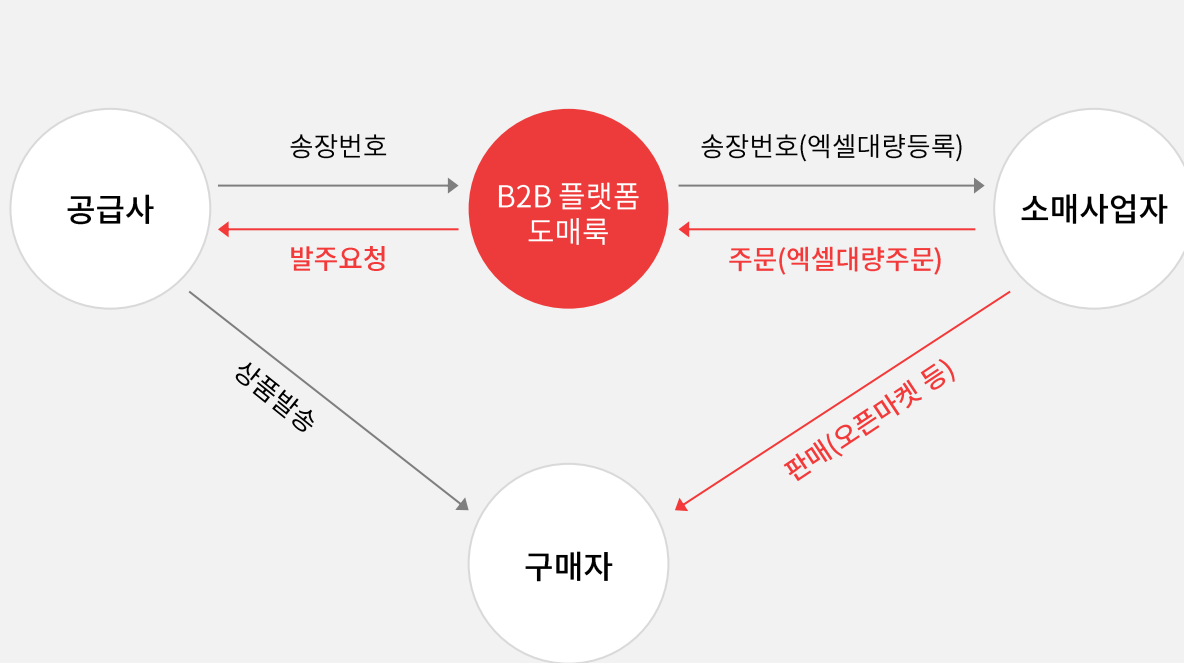 송장번호
송장번호(엑셀대량등록)
공급사
B2B 플랫폼
도매룩
소매사업자
발주요청
주문(엑셀대량주문)
상품발송
판매(오픈마켓 등)
구매자